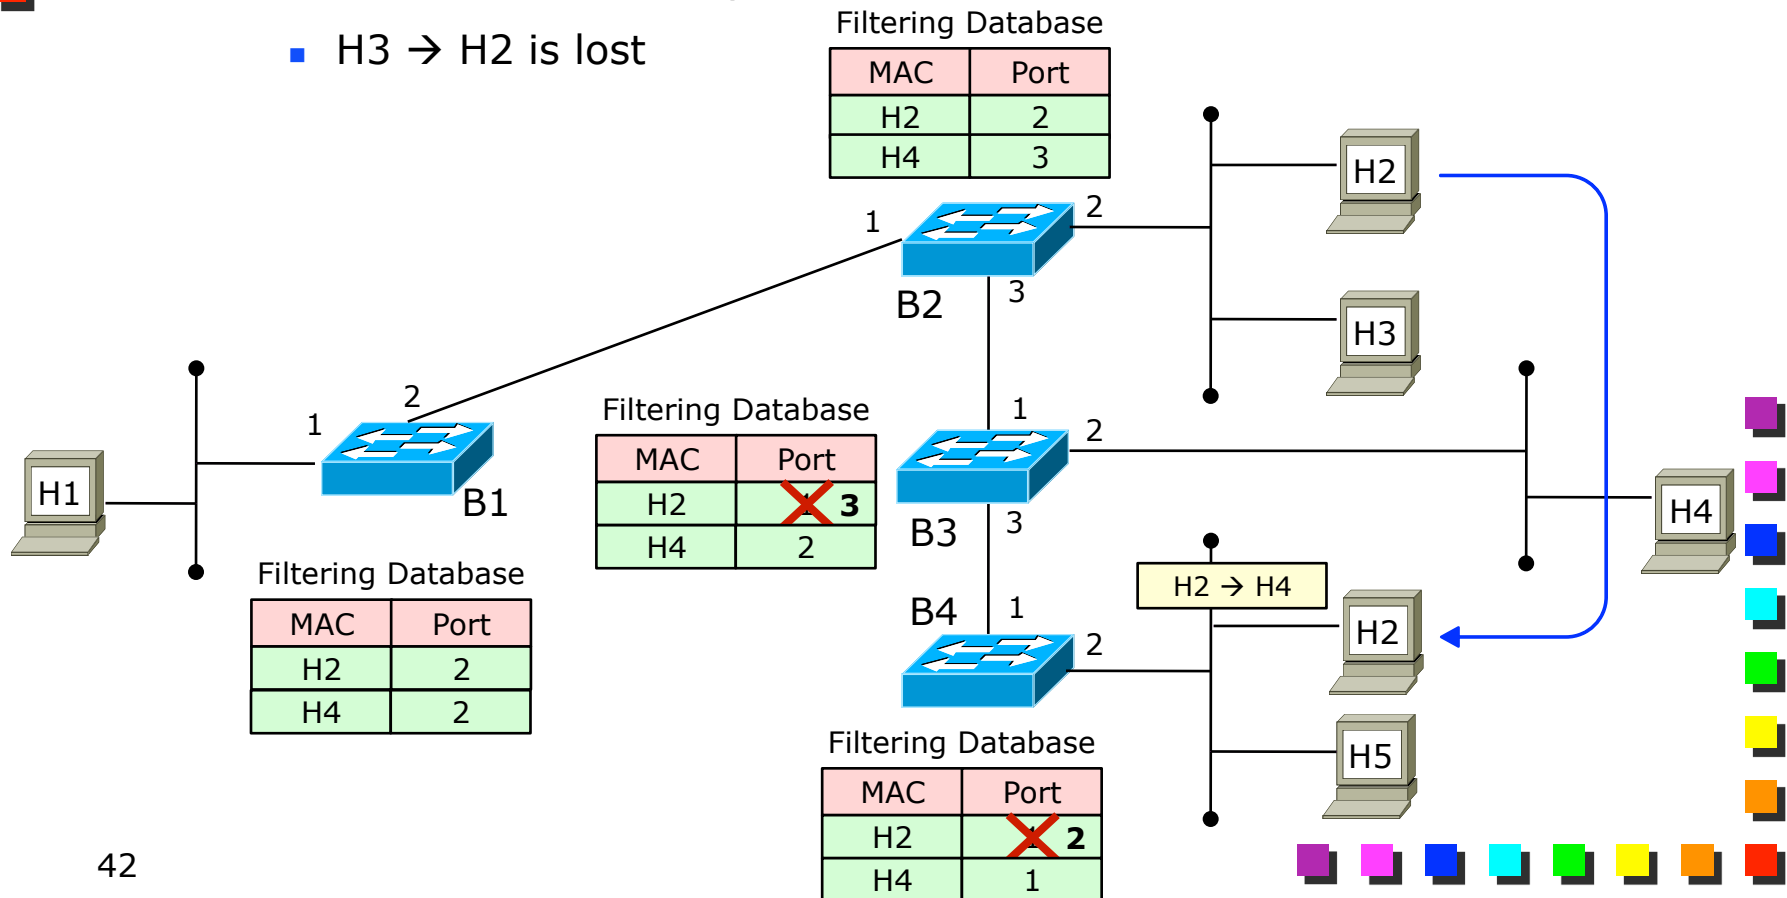 ■ H3 → H2 is lost
Filtering Database
MAC Port
H2 2
H4 3
H2
1
2
3
B2
H3
2
1
B1
H1
Filtering Database
MAC Port
H2 1 3
H4 2
1
2
3
B3
H4
Filtering Database
MAC Port
H2 2
H4 2
H2 → H4
B4
1
2
H2
H5
Filtering Database
MAC Port
H2 1 2
H4 1
42